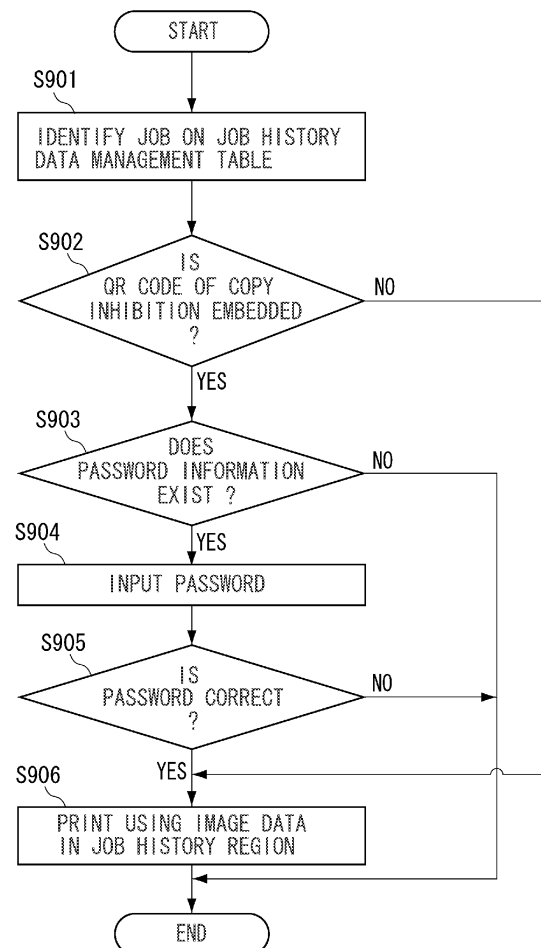 START
S901
IDENTIFY JOB ON JOB HISTORY
DATA MANAGEMENT TABLE
S902
IS
QR CODE OF COPY
INHIBITION EMBEDDED
?
NO
YES
S903
DOES
PASSWORD INFORMATION
EXIST ?
NO
YES
S904
INPUT PASSWORD
S905
IS
PASSWORD CORRECT
?
NO
YES
S906
PRINT USING IMAGE DATA
IN JOB HISTORY REGION
END